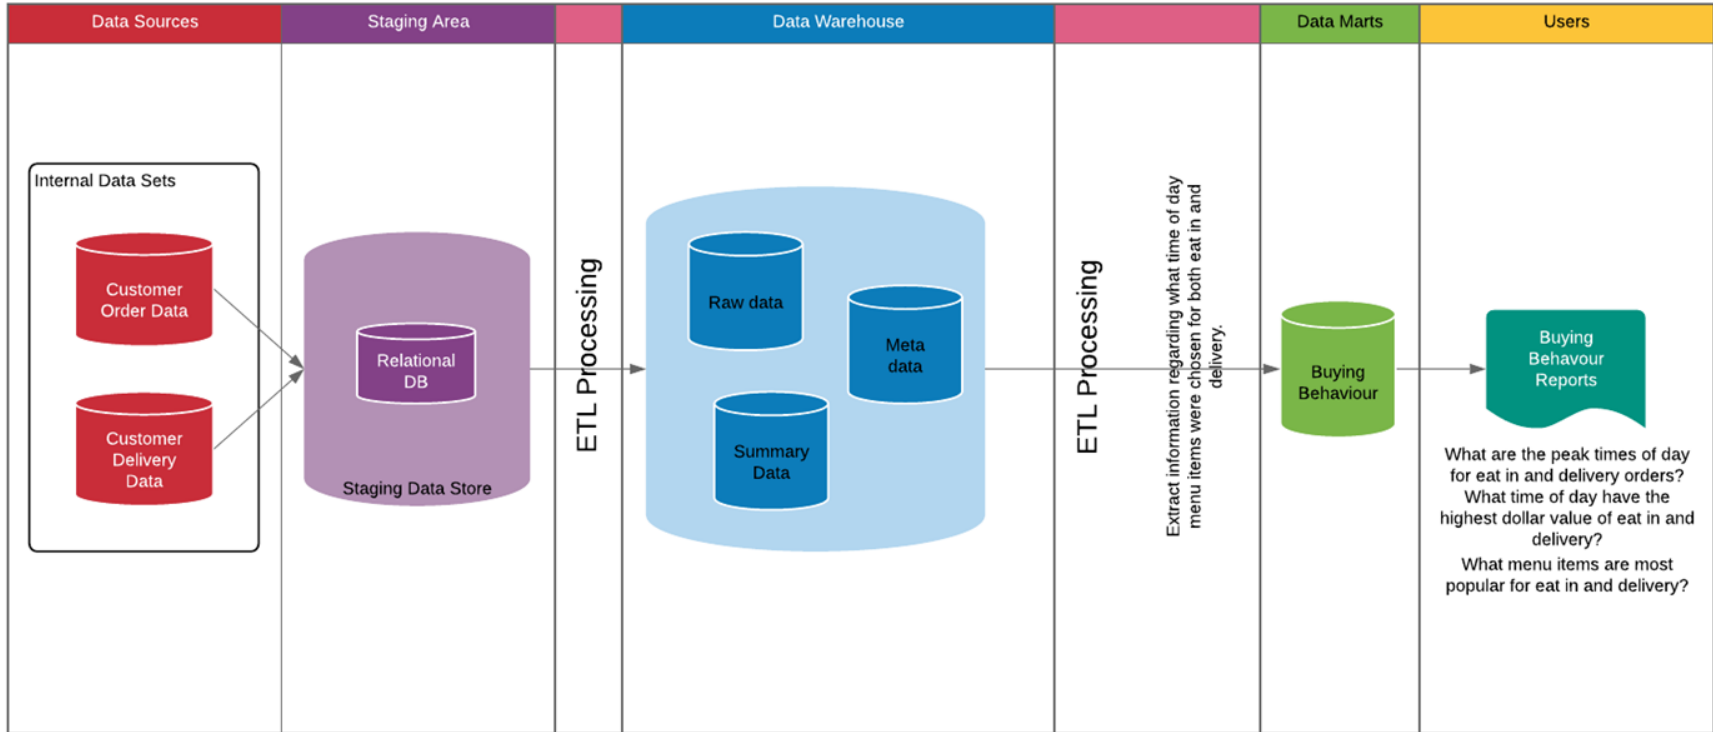 Data Sources
Staging Area
Data Warehouse
Data Marts
Users
Internal Data Sets
Customer
Order Data
Customer
Delivery
Data
Relational
DB
Staging Data Store
ETL Processing
Raw data
Meta
data
Summary
Data
ETL Processing
Extract information regarding what time of day
menu items were chosen for both eat in and
delivery.
Buying
Behaviour
Buying
Behavour
Reports
What are the peak times of day
for eat in and delivery orders?
What time of day have the
highest dollar value of eat in and
delivery?
What menu items are most
popular for eat in and delivery?